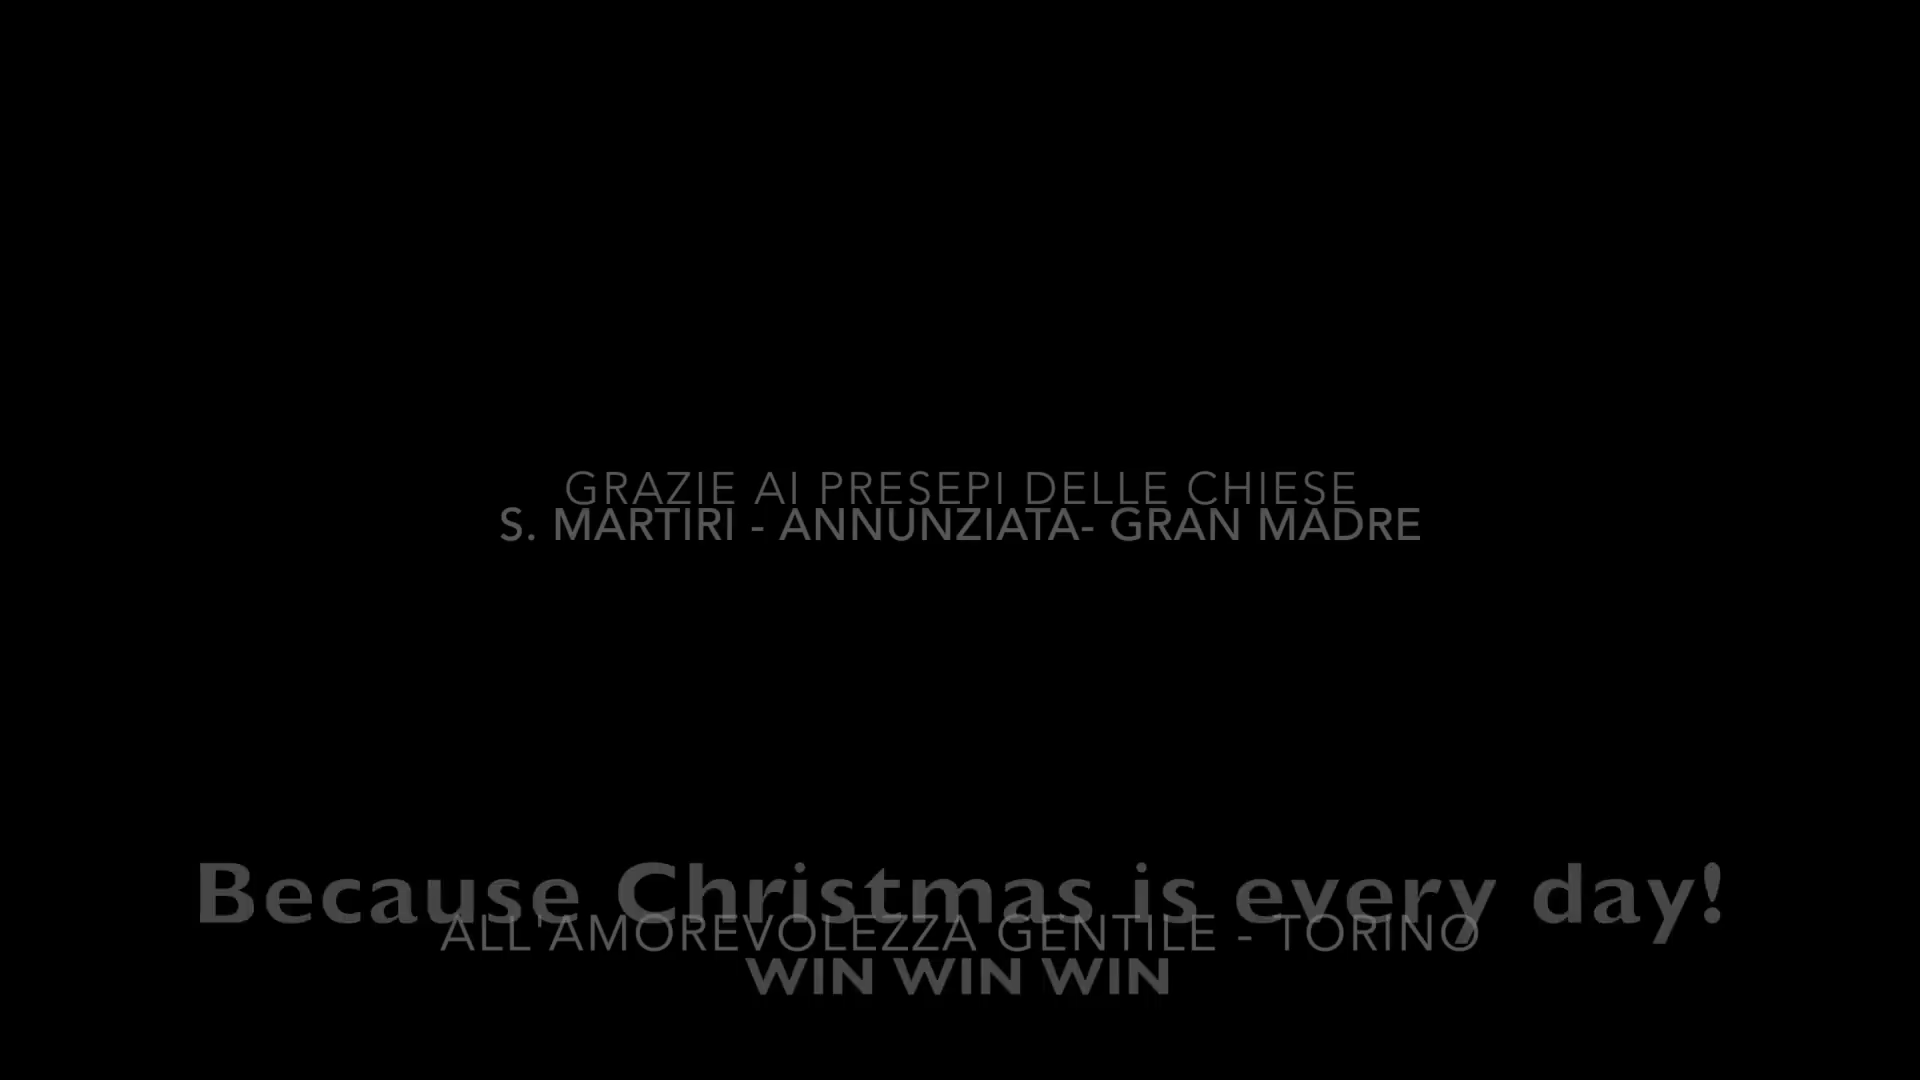 GRAZIE AI PRESEPI DELLE CHIESE
S. MARTIRI - ANNUNZIATA- GRAN MADRE
Because Christmas is every day!
ALL'AMOREVOLEZZA GENTILE - TORINO
WIN WIN WIN